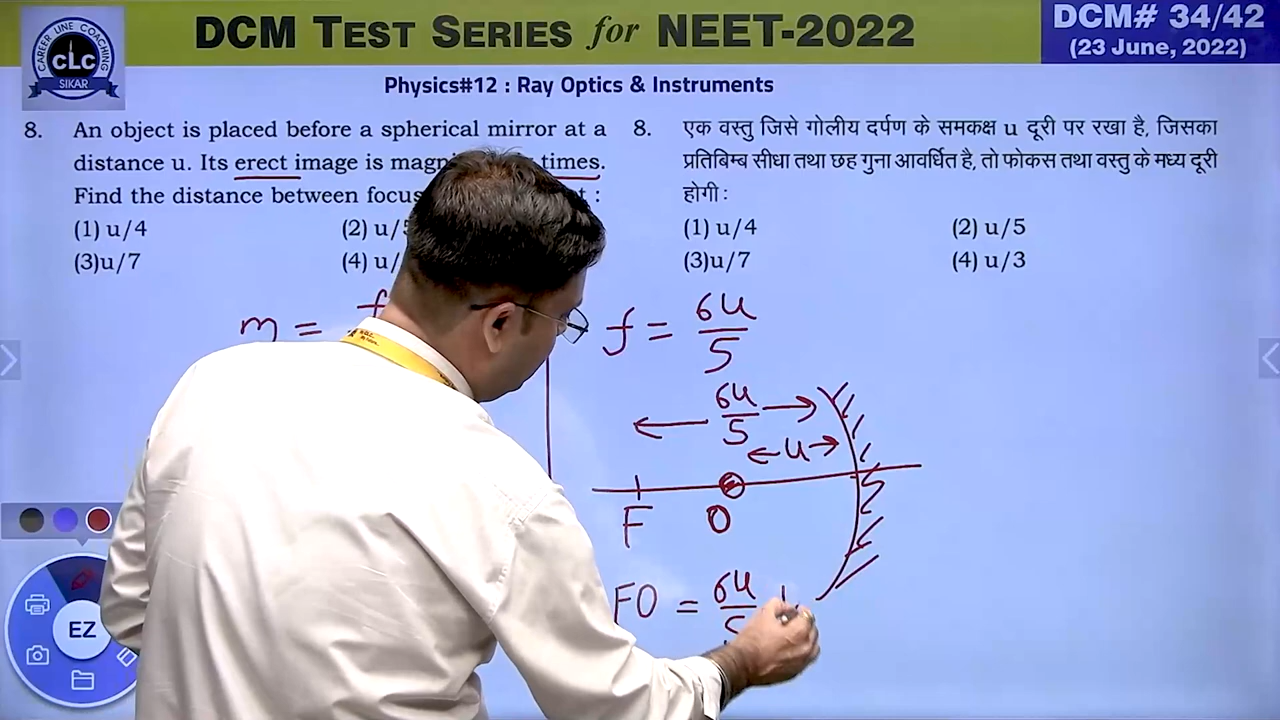 DCM TEST SERIES for NEET-2022
DCM# 34/42
(23 June, 2022)
CAREER LINE COACHING
CLC
SIKAR
Physics#12 : Ray Optics & Instruments
8. An object is placed before a spherical mirror at a
distance u. Its erect image is times.
Find the distance between :
(1) u/4 (2)
(3)u/7 (4)
8. एक वस्तु जिसे गोलीय दर्पण के समकक्ष u दूरी पर रखा है, जिसका
प्रतिबिम्ब सीधा तथा छह गुना आवर्धित है, तो फोकस तथा वस्तु के मध्य दूरी
होगी :
(1) u/4 (2) u/5
(3) u/7 (4) u/3
m =
f = 6u/5
6u/5
u
F O
FO = 6u/5
EZ